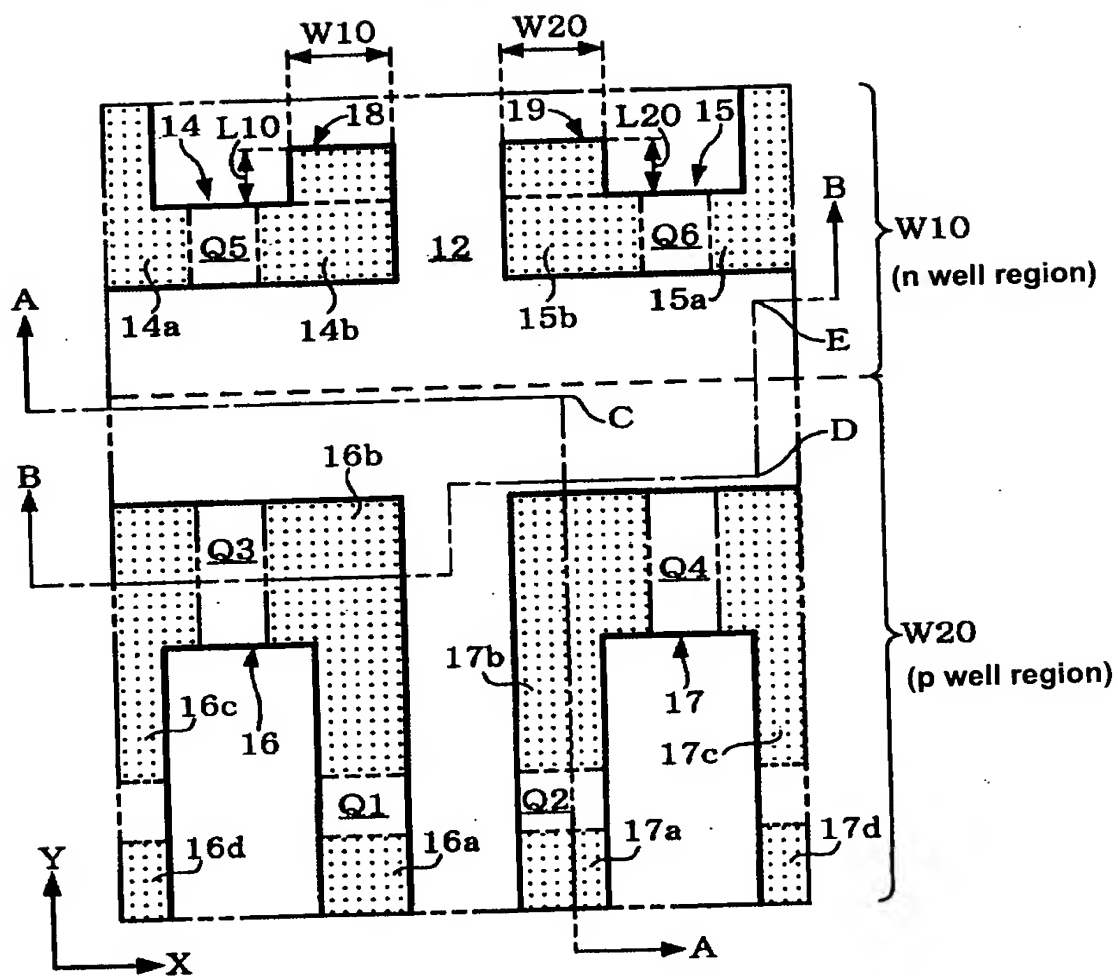 W10 W20
14 L10 18 19 L20 15
B
Q5 12 Q6
W10
(n well region)
A 14a 14b 15b 15a
E
C
D
B 16b
Q3 Q4
W20
(p well region)
17b
16c 16 17 17c
Q1 Q2
16d 16a 17a 17d
Y
X A